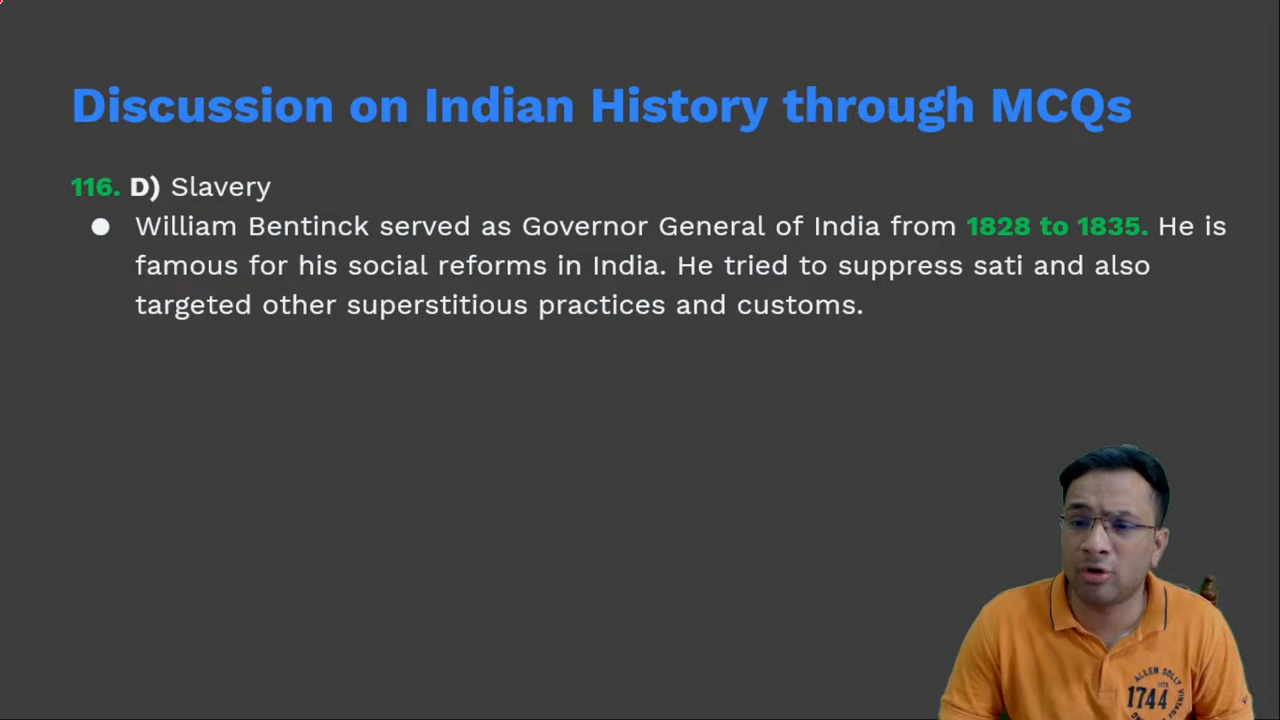 Discussion on Indian History through MCQs
116. D) Slavery
● William Bentinck served as Governor General of India from 1828 to 1835. He is
famous for his social reforms in India. He tried to suppress sati and also
targeted other superstitious practices and customs.
ALLEN SOLLY
1744